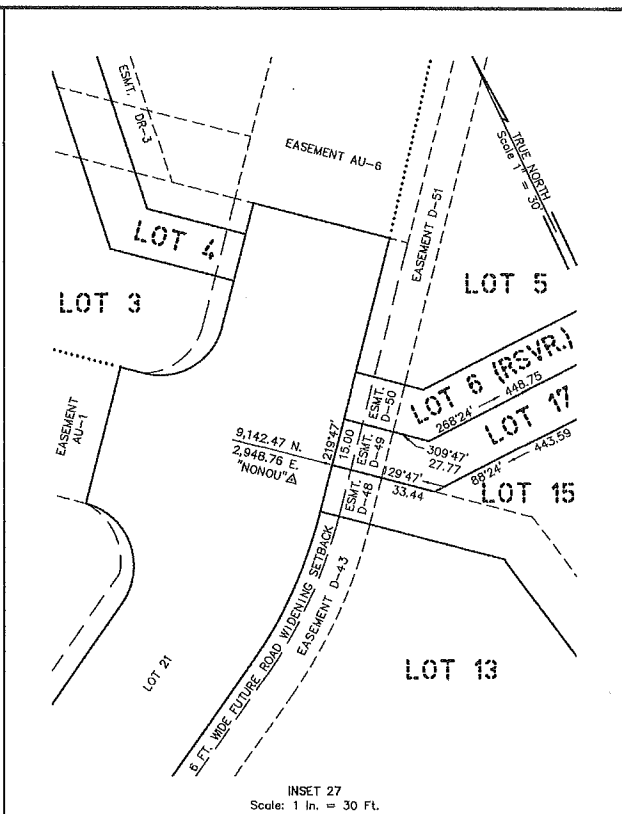 ESMT. DR-3
EASEMENT AU-6
TRUE NORTH
Scale 1" = 30'
EASEMENT D-51
LOT 4
LOT 5
LOT 3
LOT 6 (RSVR.)
268°24' 448.75
LOT 17
ESMT. D-50
EASEMENT AU-1
9,142.47 N.
2,948.76 E.
"NONOU"
219°47'
15.00
ESMT. D-49
309°47'
27.77
88°24' 443.59
129°47'
33.44
LOT 15
ESMT. D-48
6 FT. WIDE FUTURE ROAD WIDENING SETBACK
EASEMENT D-43
LOT 13
LOT 21
INSET 27
Scale: 1 In. = 30 Ft.